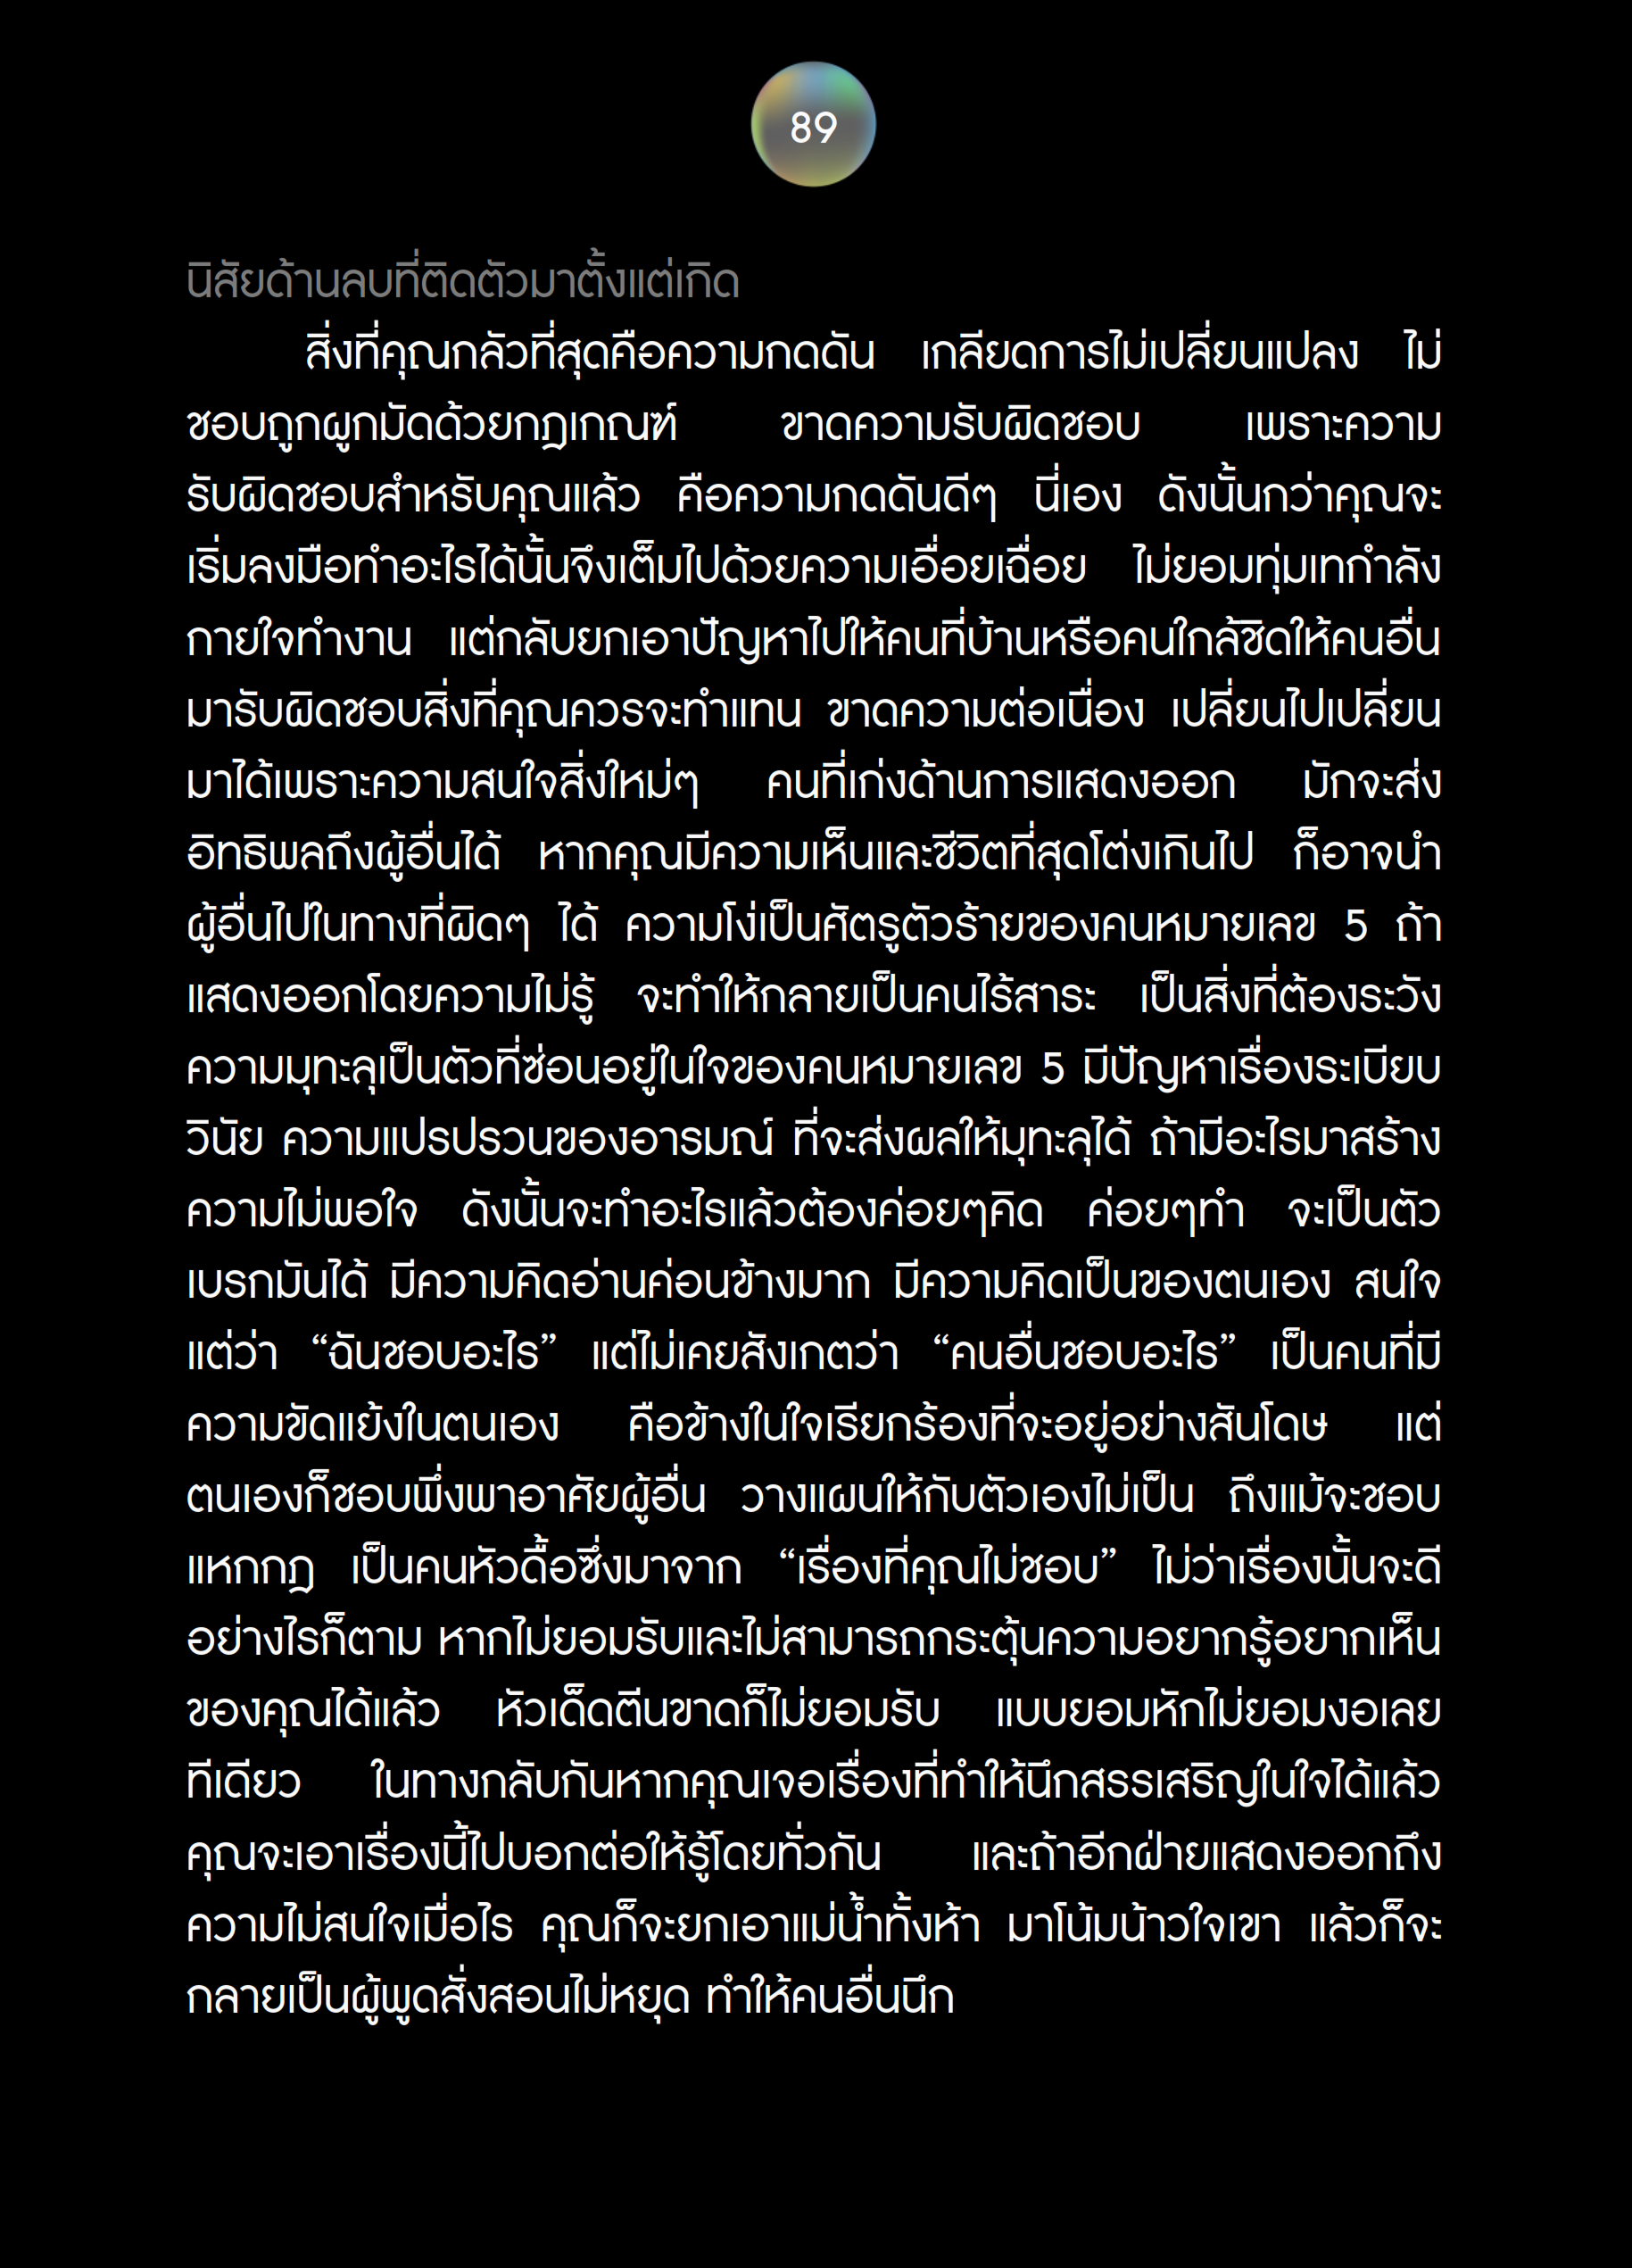 89
นิสัยด้านลบที่ติดตัวมาตั้งแต่เกิด
สิ่งที่คุณกลัวที่สุดคือความกดดัน เกลียดการไม่เปลี่ยนแปลง ไม่
ชอบถูกผูกมัดด้วยกฎเกณฑ์ ขาดความรับผิดชอบ เพราะความ
รับผิดชอบสำหรับคุณแล้ว คือความกดดันดีๆ นี่เอง ดังนั้นกว่าคุณจะ
เริ่มลงมือทำอะไรได้นั้นจึงเต็มไปด้วยความเอื่อยเฉื่อย ไม่ยอมทุ่มเทกำลัง
กายใจทำงาน แต่กลับยกเอาปัญหาไปให้คนที่บ้านหรือคนใกล้ชิดให้คนอื่น
มารับผิดชอบสิ่งที่คุณควรจะทำแทน ขาดความต่อเนื่อง เปลี่ยนไปเปลี่ยน
มาได้เพราะความสนใจสิ่งใหม่ๆ คนที่เก่งด้านการแสดงออก มักจะส่ง
อิทธิพลถึงผู้อื่นได้ หากคุณมีความเห็นและชีวิตที่สุดโต่งเกินไป ก็อาจนำ
ผู้อื่นไปในทางที่ผิดๆ ได้ ความโง่เป็นศัตรูตัวร้ายของคนหมายเลข 5 ถ้า
แสดงออกโดยความไม่รู้ จะทำให้กลายเป็นคนไร้สาระ เป็นสิ่งที่ต้องระวัง
ความมุทะลุเป็นตัวที่ซ่อนอยู่ในใจของคนหมายเลข 5 มีปัญหาเรื่องระเบียบ
วินัย ความแปรปรวนของอารมณ์ ที่จะส่งผลให้มุทะลุได้ ถ้ามีอะไรมาสร้าง
ความไม่พอใจ ดังนั้นจะทำอะไรแล้วต้องค่อยๆคิด ค่อยๆทำ จะเป็นตัว
เบรกมันได้ มีความคิดอ่านค่อนข้างมาก มีความคิดเป็นของตนเอง สนใจ
แต่ว่า “ฉันชอบอะไร” แต่ไม่เคยสังเกตว่า “คนอื่นชอบอะไร” เป็นคนที่มี
ความขัดแย้งในตนเอง คือข้างในใจเรียกร้องที่จะอยู่อย่างสันโดษ แต่
ตนเองก็ชอบพึ่งพาอาศัยผู้อื่น วางแผนให้กับตัวเองไม่เป็น ถึงแม้จะชอบ
แหกกฎ เป็นคนหัวดื้อซึ่งมาจาก “เรื่องที่คุณไม่ชอบ” ไม่ว่าเรื่องนั้นจะดี
อย่างไรก็ตาม หากไม่ยอมรับและไม่สามารถกระตุ้นความอยากรู้อยากเห็น
ของคุณได้แล้ว หัวเด็ดตีนขาดก็ไม่ยอมรับ แบบยอมหักไม่ยอมงอเลย
ทีเดียว ในทางกลับกันหากคุณเจอเรื่องที่ทำให้นึกสรรเสริญในใจได้แล้ว
คุณจะเอาเรื่องนี้ไปบอกต่อให้รู้โดยทั่วกัน และถ้าอีกฝ่ายแสดงออกถึง
ความไม่สนใจเมื่อไร คุณก็จะยกเอาแม่น้ำทั้งห้า มาโน้มน้าวใจเขา แล้วก็จะ
กลายเป็นผู้พูดสั่งสอนไม่หยุด ทำให้คนอื่นนึก